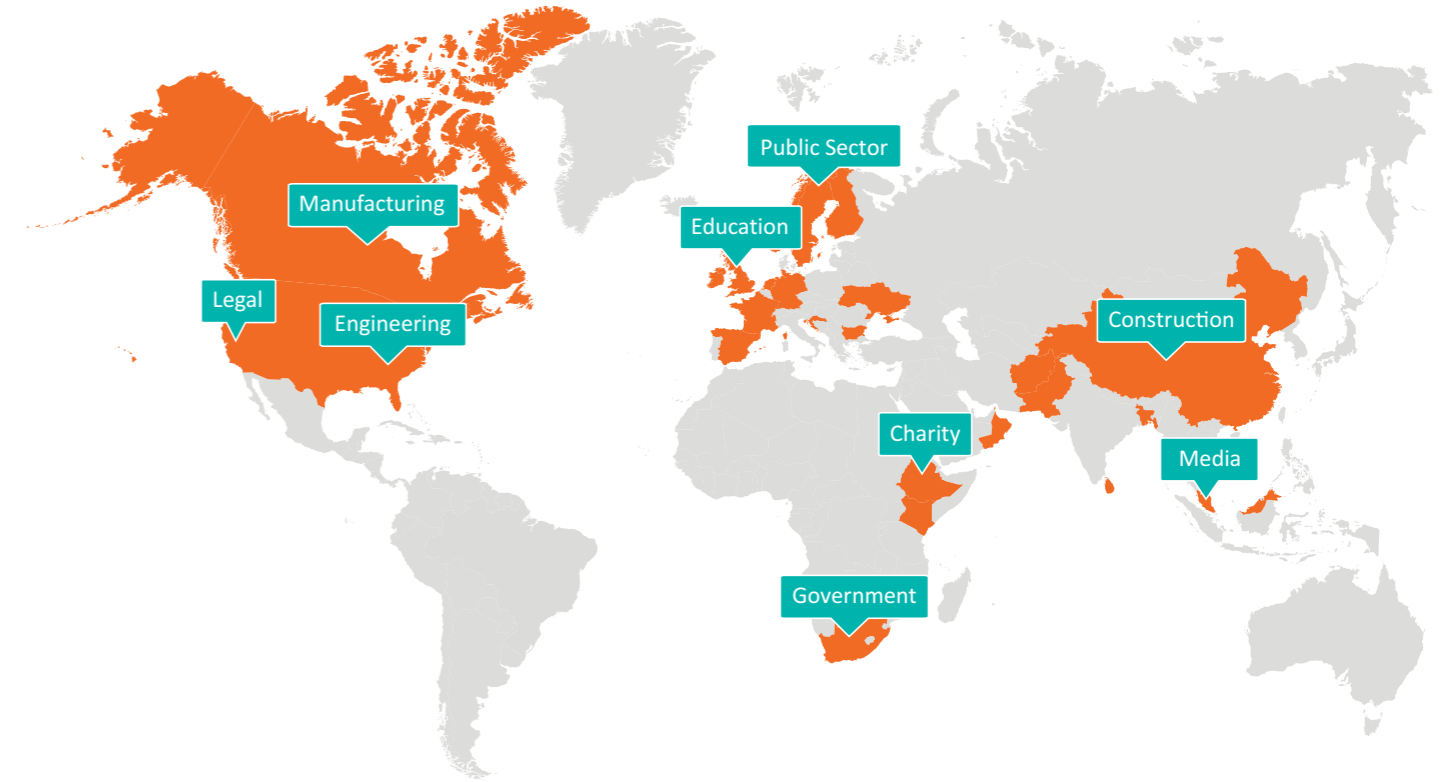 Public Sector
Manufacturing
Education
Legal
Engineering
Construction
Charity
Media
Government